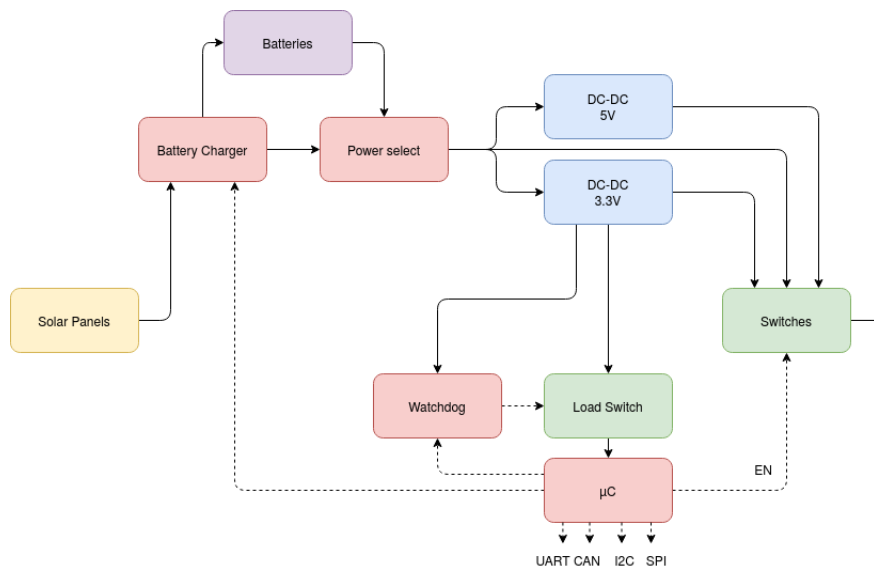 Batteries
DC-DC
5V
Battery Charger
Power select
DC-DC
3.3V
Solar Panels
Switches
Watchdog
Load Switch
EN
µC
UART CAN I2C SPI